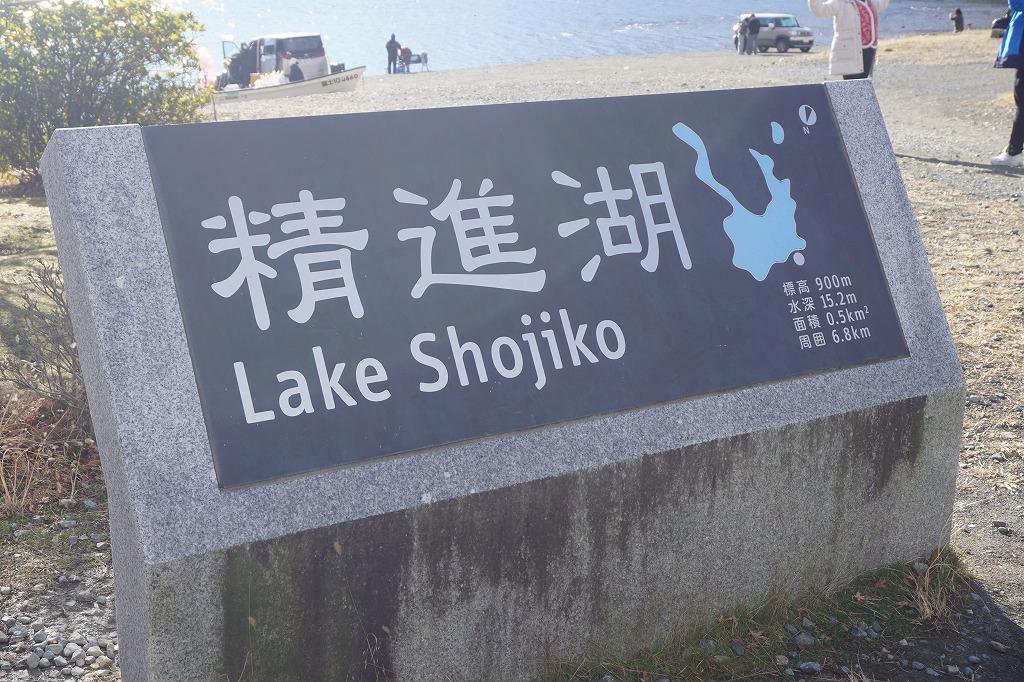 精進湖
Lake Shojiko
N
標高 900m
水深 15.2m
面積 0.5km²
周囲 6.8km